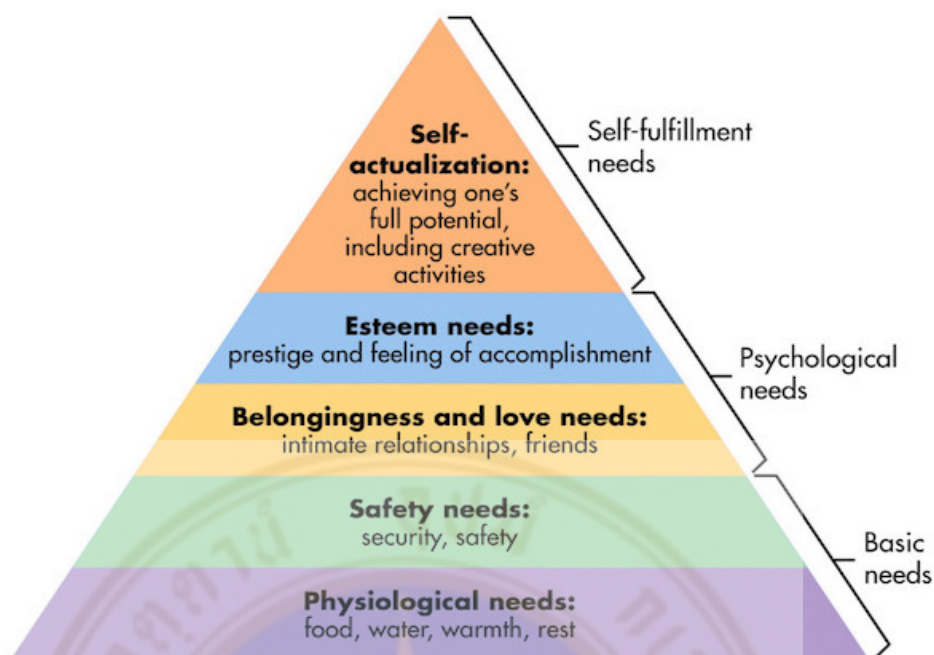 Self-
actualization:
achieving one's
full potential,
including creative
activities
Self-fulfillment
needs
Esteem needs:
prestige and feeling of accomplishment
Psychological
needs
Belongingness and love needs:
intimate relationships, friends
Safety needs:
security, safety
Basic
needs
Physiological needs:
food, water, warmth, rest